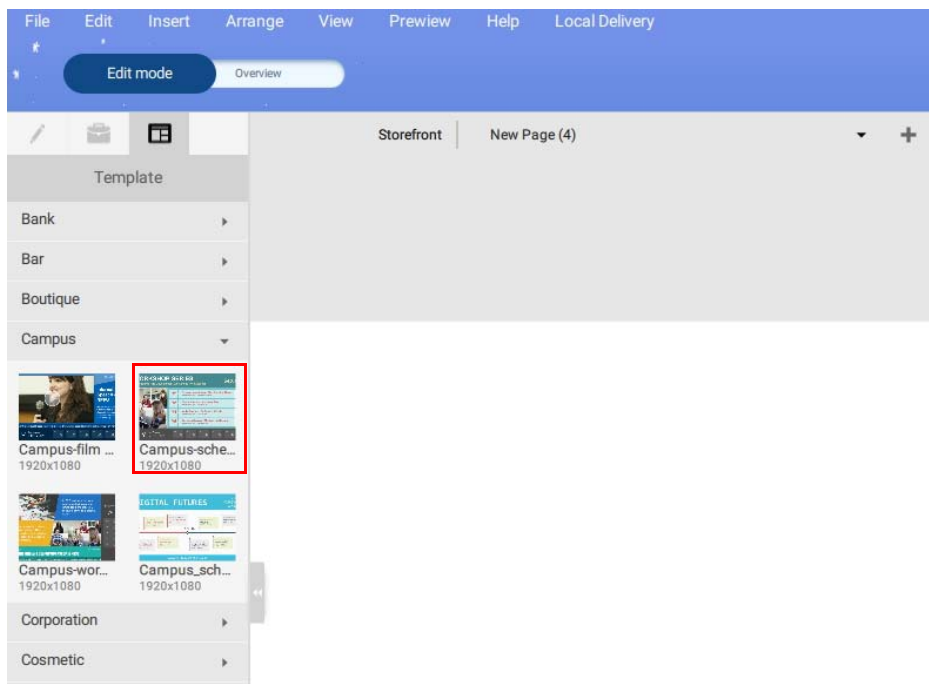 File Edit Insert Arrange View Prewiew Help Local Delivery
Edit mode Overview
Storefront New Page (4)
Template
Bank
Bar
Boutique
Campus
Campus-film ... Campus-sche...
1920x1080 1920x1080
DIGITAL FUTURES
Campus-wor... Campus_sch...
1920x1080 1920x1080
Corporation
Cosmetic